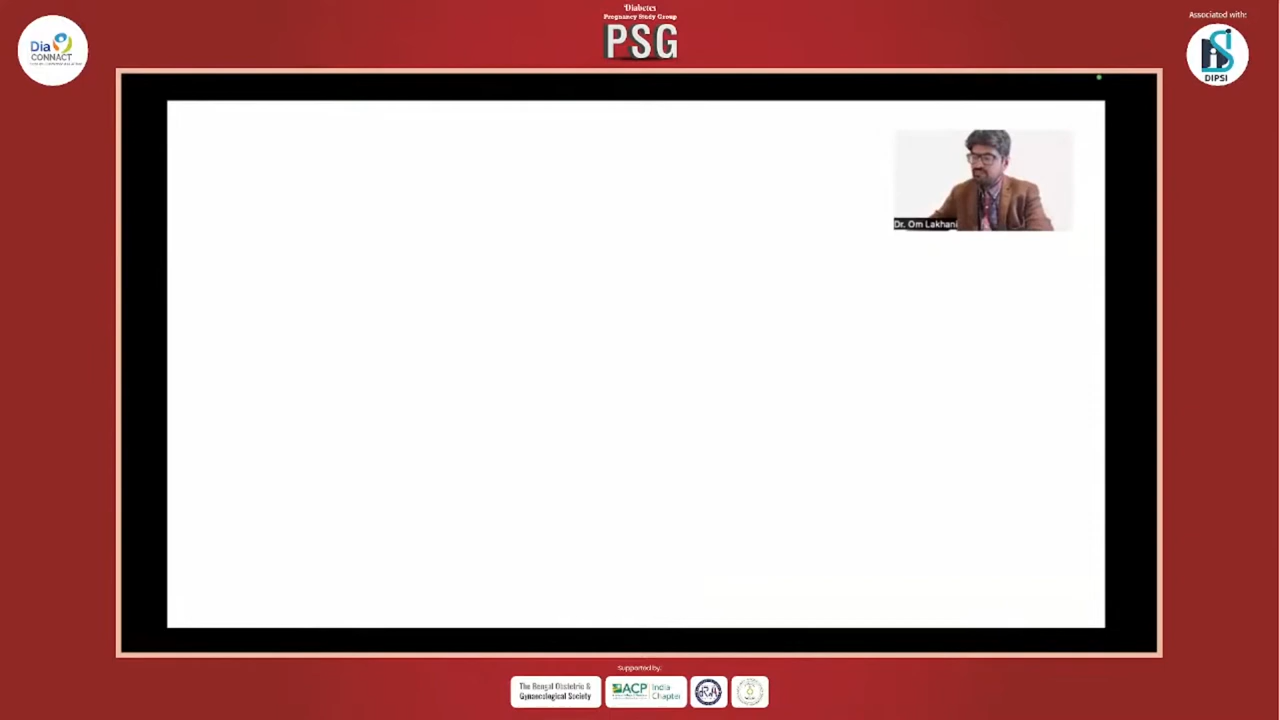 Diabetes
Pregnancy Study Group
PSG
Dia
CONNACT
Associated with:
DIPSI
Dr. Om Lakhani
Supported by:
The Bengal Obstetric &
Gynaecological Society
ACP
India
Chapter